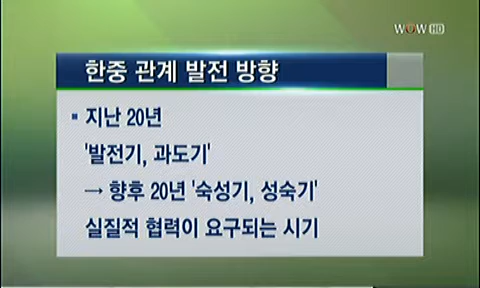 WOW HD
한중 관계 발전 방향
▪ 지난 20년
'발전기, 과도기'
→ 향후 20년 '숙성기, 성숙기'
실질적 협력이 요구되는 시기